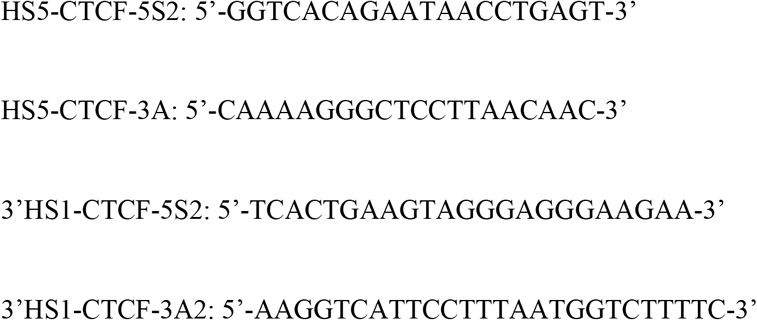 HS5-CTCF-5S2: 5’-GGTCACAGAATAACCTGAGT-3’
HS5-CTCF-3A: 5’-CAAAAGGGCTCCTTAACAAC-3’
3’HS1-CTCF-5S2: 5’-TCACTGAAGTAGGGAGGGAAGAA-3’
3’HS1-CTCF-3A2: 5’-AAGGTCATTCCTTTAATGGTCTTTTC-3’